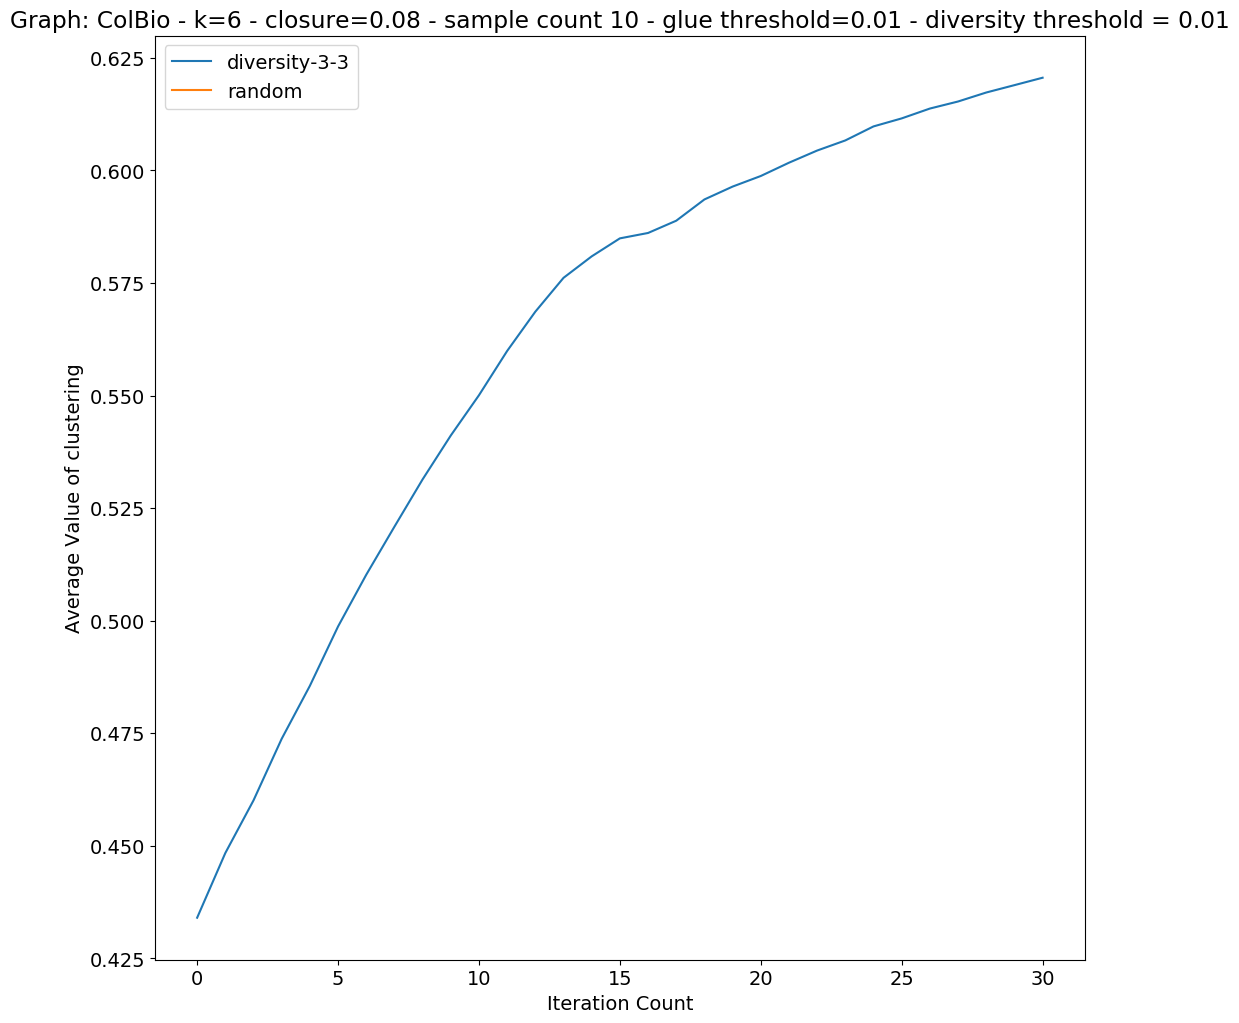 Graph: ColBio - k=6 - closure=0.08 - sample count 10 - glue threshold=0.01 - diversity threshold = 0.01
diversity-3-3
random
0.625
0.600
0.575
0.550
0.525
0.500
0.475
0.450
0.425
Average Value of clustering
0 5 10 15 20 25 30
Iteration Count